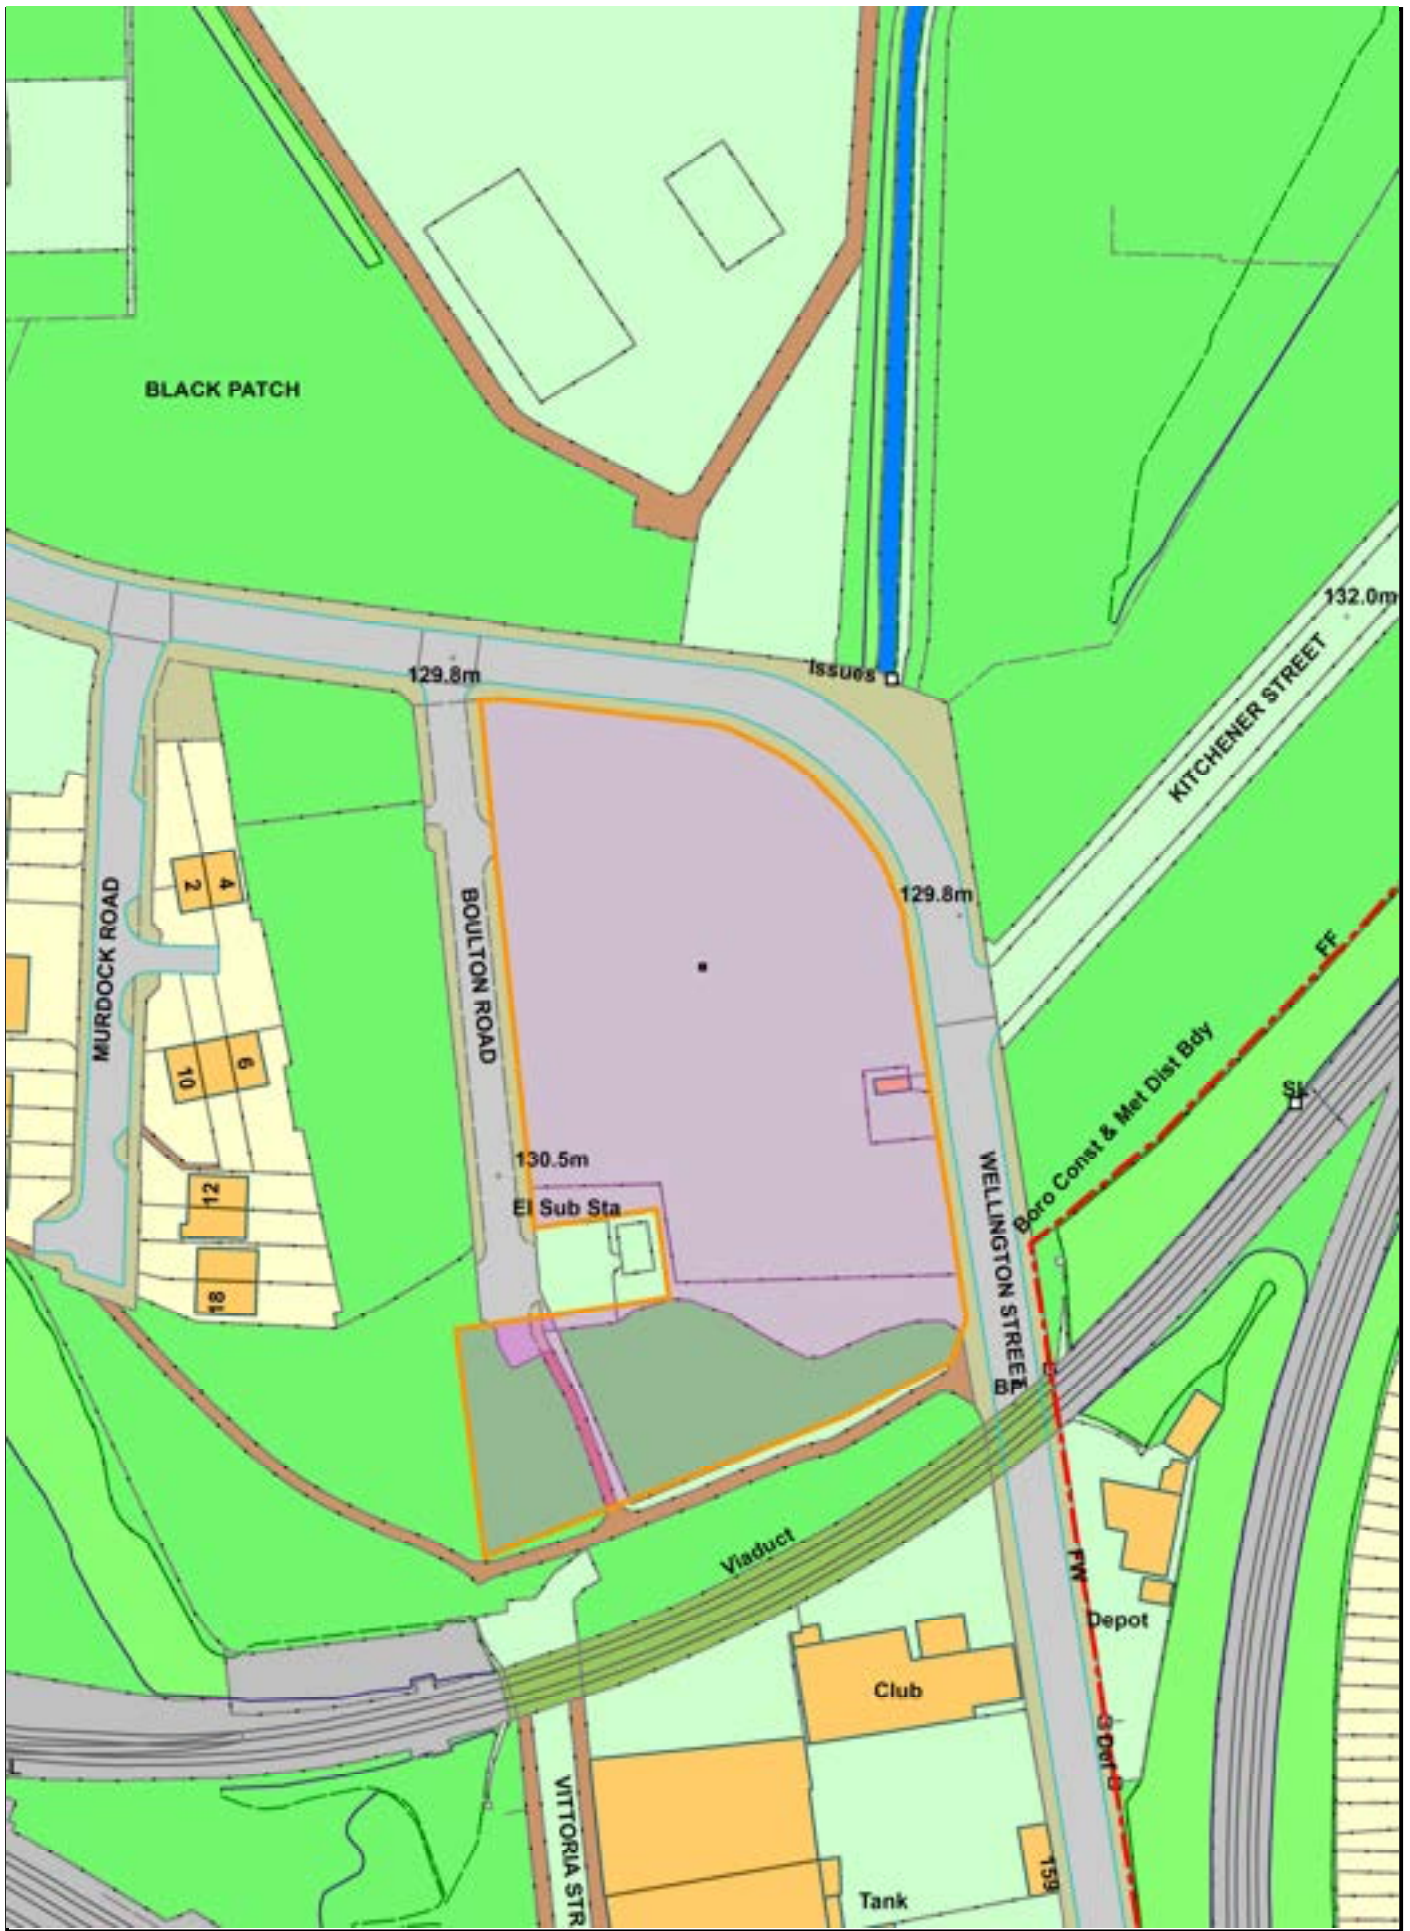 BLACK PATCH
132.0m
129.8m
Issues
KITCHENER STREET
2
4
129.8m
MURDOCK ROAD
BOULTON ROAD
FF
10
6
Boro Const & Met Dist Bdy
SL
130.5m
12
El Sub Sta
WELLINGTON STREET
18
Viaduct
FW
Depot
Club
Def
VITTORIA STR
159
Tank